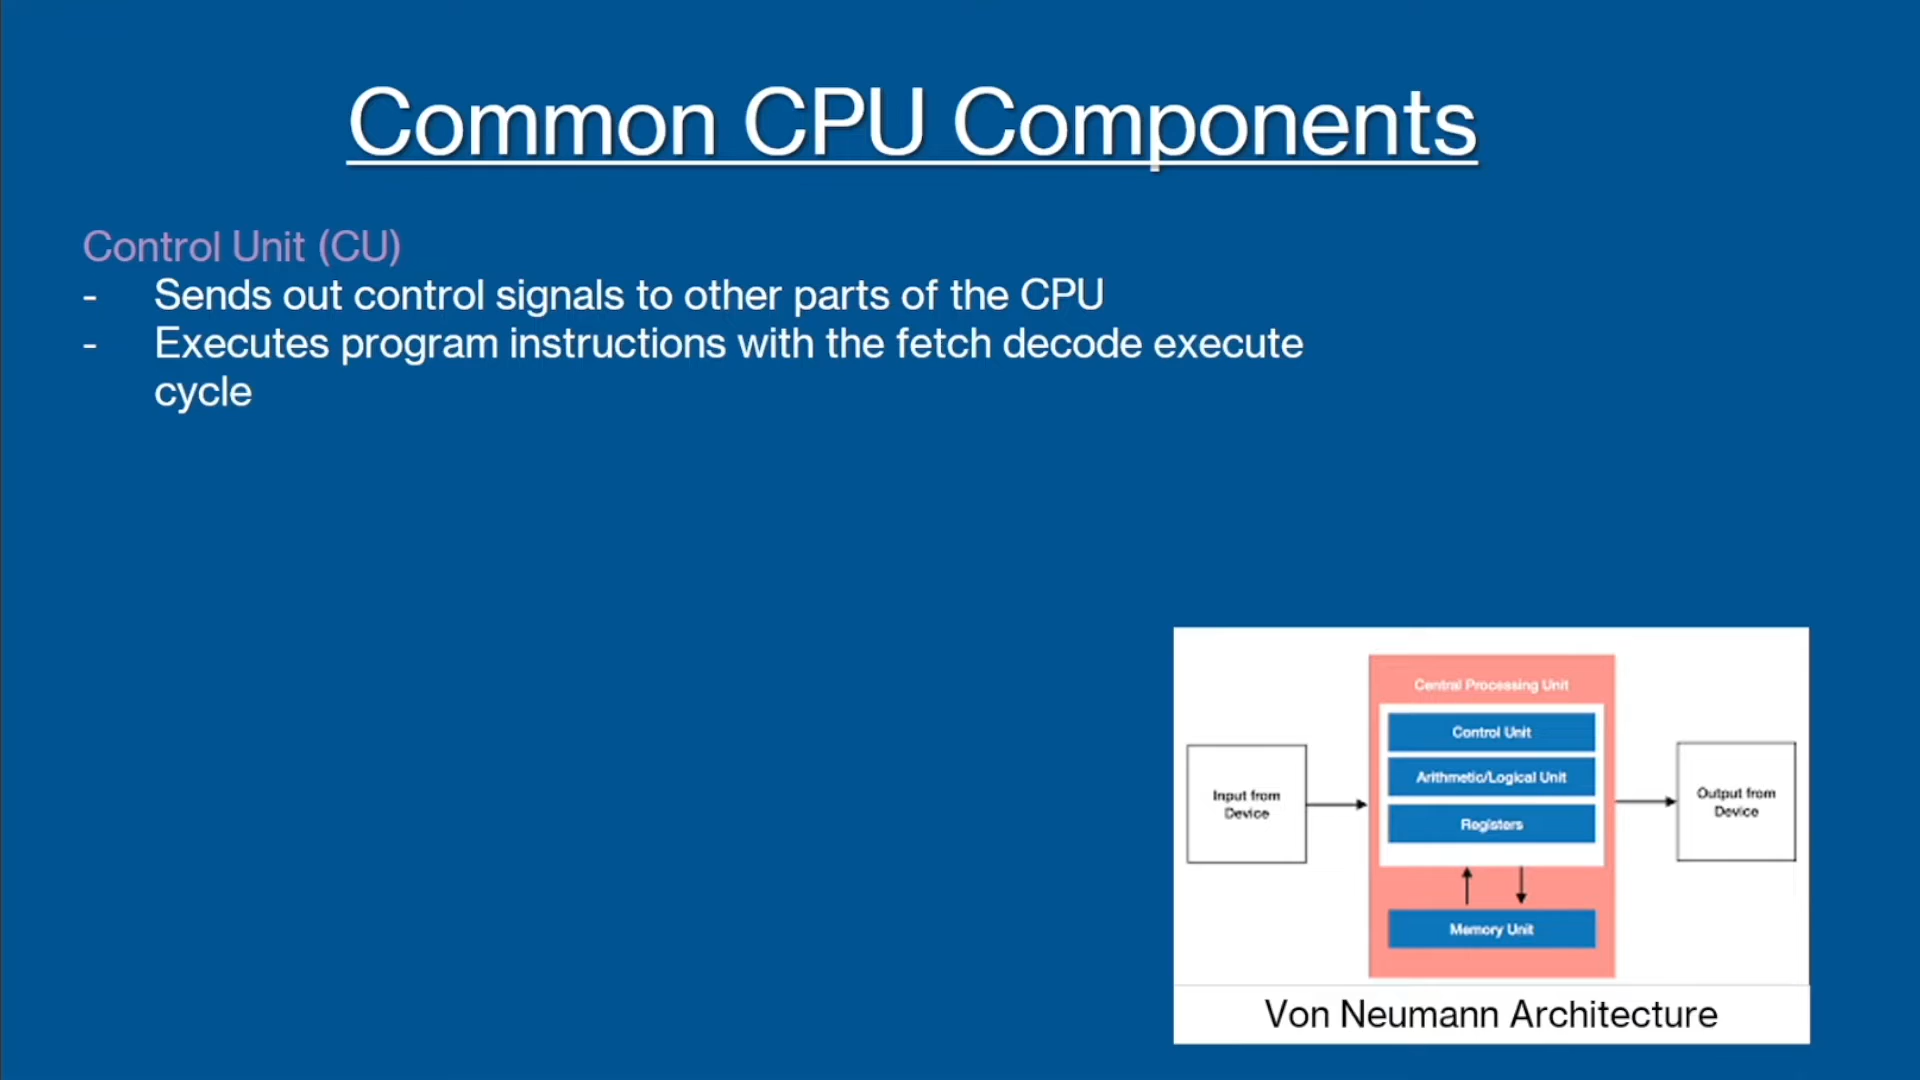 Common CPU Components
Control Unit (CU)
- Sends out control signals to other parts of the CPU
- Executes program instructions with the fetch decode execute
cycle
Central Processing Unit
Control Unit
Arithmetic/Logical Unit
Registers
Memory Unit
Input from
Device
Output from
Device
Von Neumann Architecture